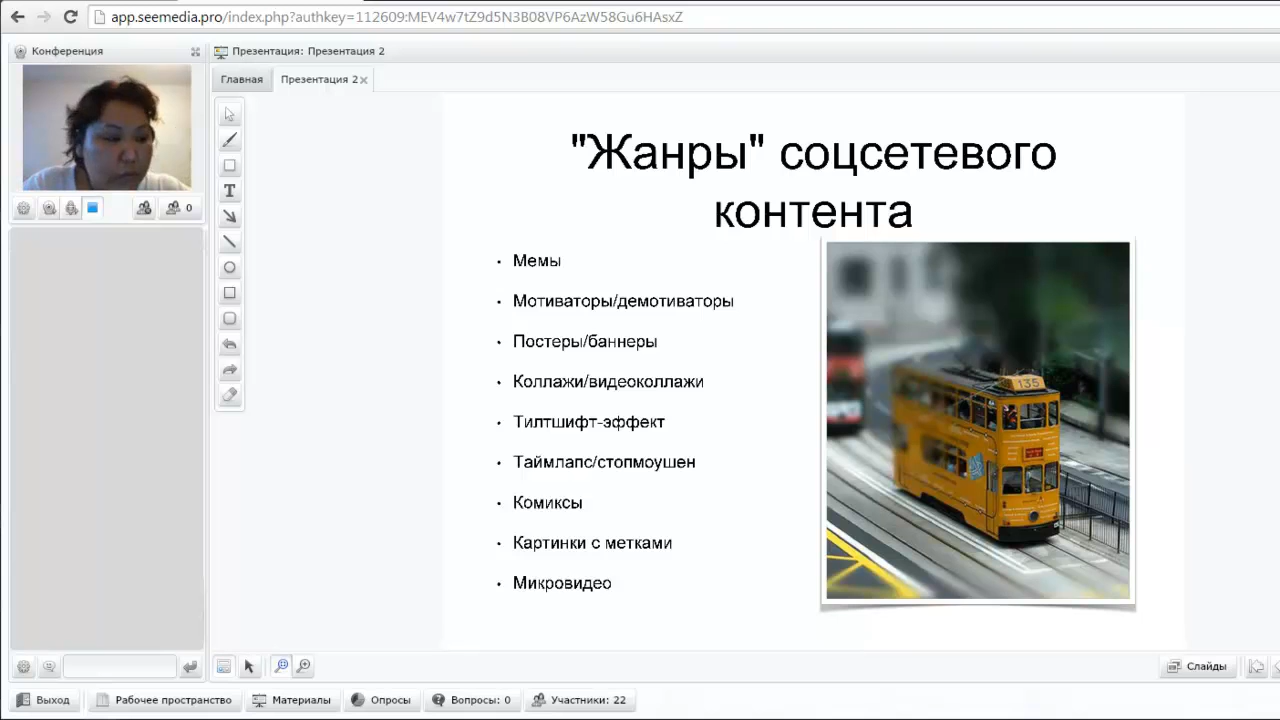 app.seemedia.pro/index.php?authkey=112609:MEV4w7tZ9d5N3B08VP6AzW58Gu6HAsxZ
Конференция
Презентация: Презентация 2
Главная
Презентация 2
"Жанры" соцсетевого
контента
• Мемы
• Мотиваторы/демотиваторы
• Постеры/баннеры
• Коллажи/видеоколлажи
• Тилтшифт-эффект
• Таймлапс/стопмоушен
• Комиксы
• Картинки с метками
• Микровидео
135
0
T
Слайды
Выход
Рабочее пространство
Материалы
Опросы
Вопросы: 0
Участники: 22